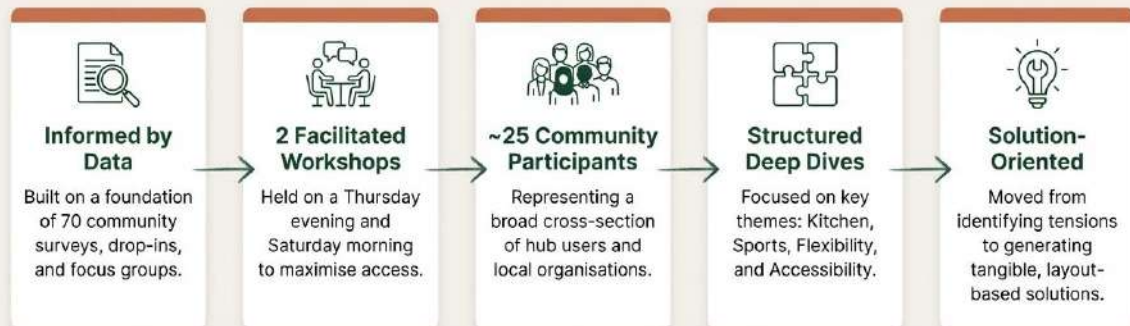 Informed by
Data
Built on a foundation
of 70 community
surveys, drop-ins,
and focus groups.
2 Facilitated
Workshops
Held on a Thursday
evening and
Saturday morning
to maximise access.
~25 Community
Participants
Representing a
broad cross-section
of hub users and
local organisations.
Structured
Deep Dives
Focused on key
themes: Kitchen,
Sports, Flexibility,
and Accessibility.
Solution-
Oriented
Moved from
identifying tensions
to generating
tangible, layout-
based solutions.